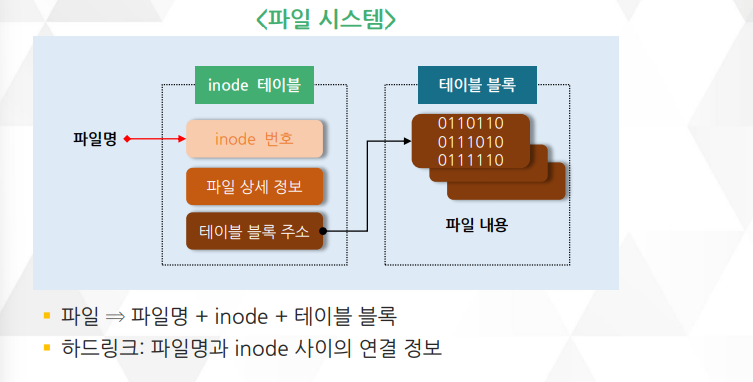 <파일 시스템>
inode 테이블
테이블 블록
파일명
inode 번호
0110110
0111010
0111110
파일 상세 정보
테이블 블록 주소
파일 내용
파일 ⇒ 파일명 + inode + 테이블 블록
하드링크: 파일명과 inode 사이의 연결 정보